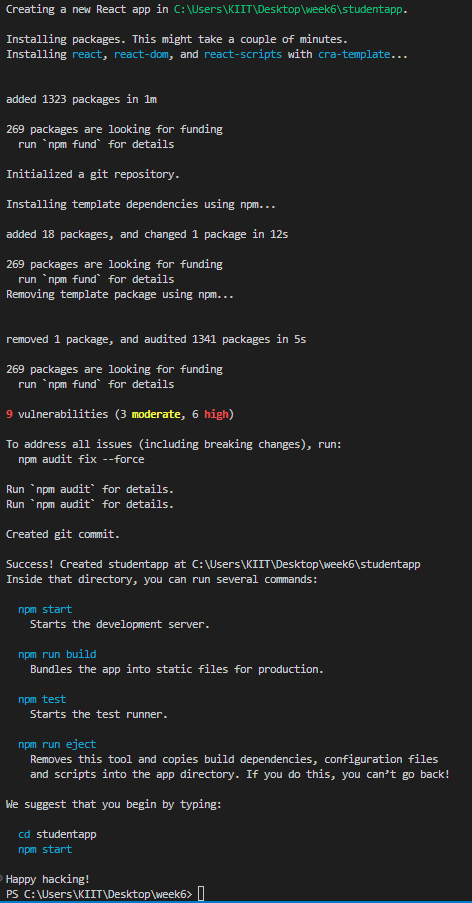 Creating a new React app in C:\Users\KIIT\Desktop\week6\studentapp.
Installing packages. This might take a couple of minutes.
Installing react, react-dom, and react-scripts with cra-template...
added 1323 packages in 1m
269 packages are looking for funding
  run `npm fund` for details
Initialized a git repository.
Installing template dependencies using npm...
added 18 packages, and changed 1 package in 12s
269 packages are looking for funding
  run `npm fund` for details
Removing template package using npm...
removed 1 package, and audited 1341 packages in 5s
269 packages are looking for funding
  run `npm fund` for details
9 vulnerabilities (3 moderate, 6 high)
To address all issues (including breaking changes), run:
  npm audit fix --force
Run `npm audit` for details.
Run `npm audit` for details.
Created git commit.
Success! Created studentapp at C:\Users\KIIT\Desktop\week6\studentapp
Inside that directory, you can run several commands:
  npm start
    Starts the development server.
  npm run build
    Bundles the app into static files for production.
  npm test
    Starts the test runner.
  npm run eject
    Removes this tool and copies build dependencies, configuration files
    and scripts into the app directory. If you do this, you can’t go back!
We suggest that you begin by typing:
  cd studentapp
  npm start
Happy hacking!
PS C:\Users\KIIT\Desktop\week6>